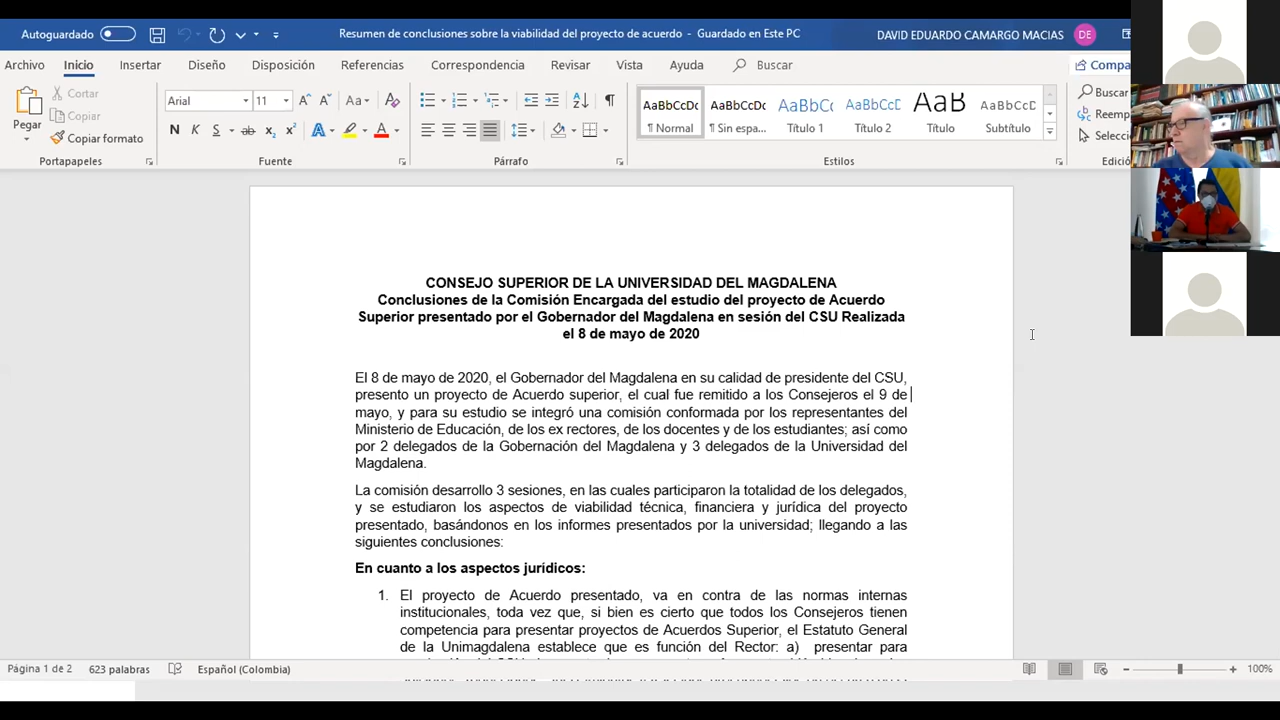 Autoguardado
Resumen de conclusiones sobre la viabilidad del proyecto de acuerdo - Guardado en Este PC
DAVID EDUARDO CAMARGO MACIAS DE
Archivo Inicio Insertar Diseño Disposición Referencias Correspondencia Revisar Vista Ayuda Buscar Compa
Pegar
Cortar
Copiar
Copiar formato
Portapapeles
Arial 11
N K S ab x₂ x² A A
Fuente
Párrafo
AaBbCcDc AaBbCcDc AaBbCc AaBbCcD AaB AaBbCcD
¶ Normal ¶ Sin espa... Título 1 Título 2 Título Subtítulo
Estilos
Buscar
Reemp
Selecci
Edició
CONSEJO SUPERIOR DE LA UNIVERSIDAD DEL MAGDALENA
Conclusiones de la Comisión Encargada del estudio del proyecto de Acuerdo
Superior presentado por el Gobernador del Magdalena en sesión del CSU Realizada
el 8 de mayo de 2020
El 8 de mayo de 2020, el Gobernador del Magdalena en su calidad de presidente del CSU,
presento un proyecto de Acuerdo superior, el cual fue remitido a los Consejeros el 9 de
mayo, y para su estudio se integró una comisión conformada por los representantes del
Ministerio de Educación, de los ex rectores, de los docentes y de los estudiantes; así como
por 2 delegados de la Gobernación del Magdalena y 3 delegados de la Universidad del
Magdalena.
La comisión desarrollo 3 sesiones, en las cuales participaron la totalidad de los delegados,
y se estudiaron los aspectos de viabilidad técnica, financiera y jurídica del proyecto
presentado, basándonos en los informes presentados por la universidad; llegando a las
siguientes conclusiones:
En cuanto a los aspectos jurídicos:
1. El proyecto de Acuerdo presentado, va en contra de las normas internas
institucionales, toda vez que, si bien es cierto que todos los Consejeros tienen
competencia para presentar proyectos de Acuerdos Superior, el Estatuto General
de la Unimagdalena establece que es función del Rector: a) presentar para
Página 1 de 2 623 palabras Español (Colombia) 100%